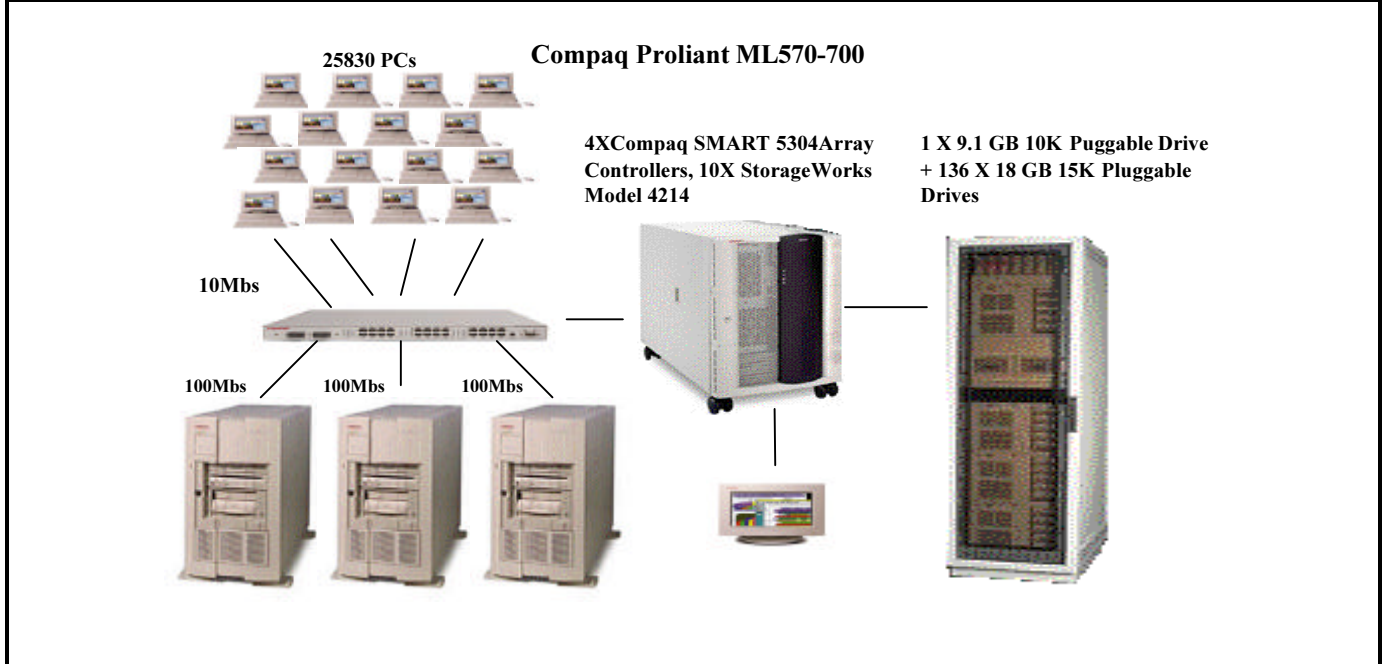 25830 PCs
Compaq Proliant ML570-700
4XCompaq SMART 5304Array
Controllers, 10X StorageWorks
Model 4214
1 X 9.1 GB 10K Puggable Drive
+ 136 X 18 GB 15K Pluggable
Drives
10Mbs
100Mbs
100Mbs
100Mbs